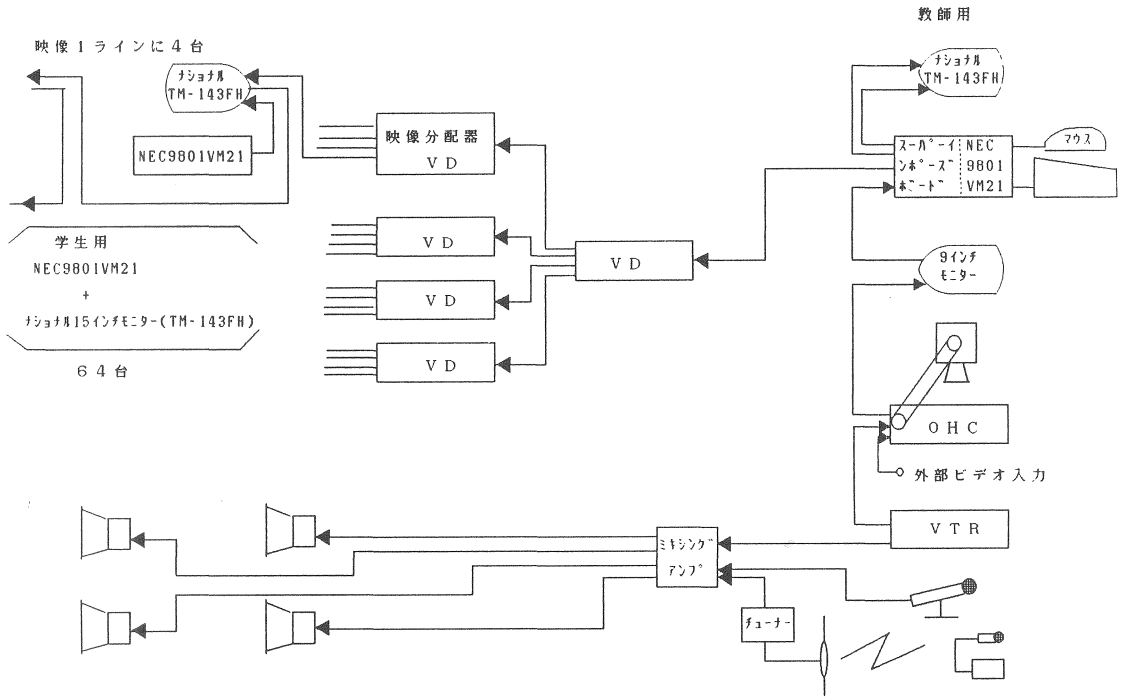 教師用
映像1ラインに4台
ﾅｼｮﾅﾙ
TM-143FH
NEC9801VM21
映像分配器
VD
ﾅｼｮﾅﾙ
TM-143FH
ｽｰﾊﾟｰｲ NEC
ﾝﾎﾟｰｽﾞ 9801
ﾎﾞｰﾄﾞ VM21
ﾏｳｽ
VD
VD
VD
VD
学生用
NEC9801VM21
+
ﾅｼｮﾅﾙ15ｲﾝﾁﾓﾆﾀｰ(TM-143FH)
64台
9ｲﾝﾁ
ﾓﾆﾀｰ
OHC
外部ビデオ入力
VTR
ﾐｷｼﾝｸﾞ
ｱﾝﾌﾟ
ﾁｭｰﾅｰ